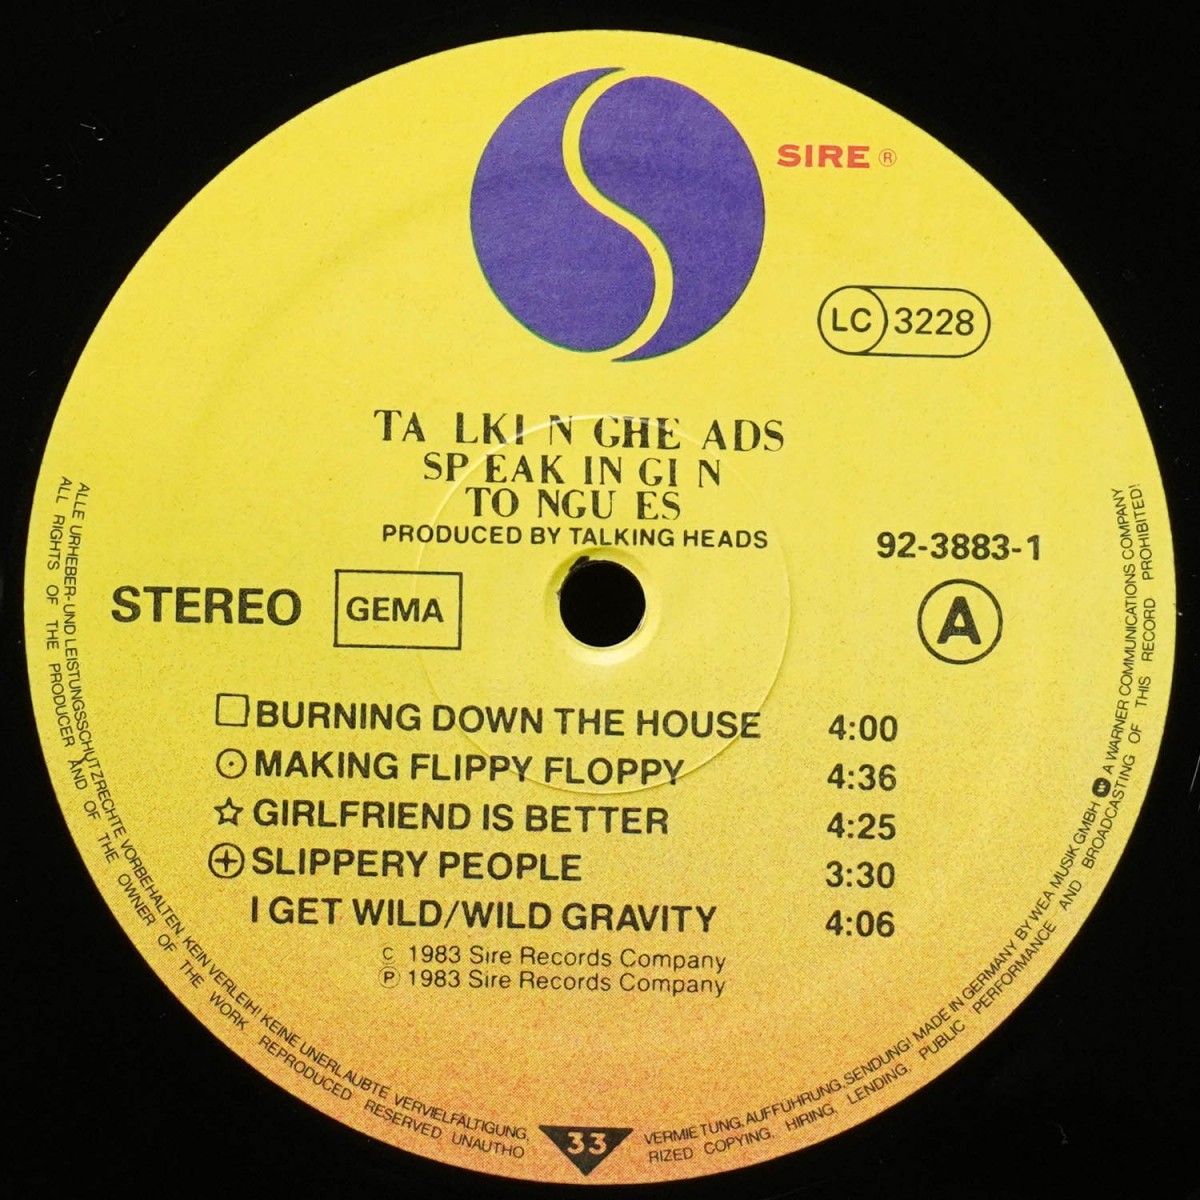 SIRE ®
LC 3228
TA LKI N GHE ADS
SP EAK IN GI N
TO NGU ES
PRODUCED BY TALKING HEADS
92-3883-1
STEREO GEMA A
BURNING DOWN THE HOUSE 4:00
MAKING FLIPPY FLOPPY 4:36
GIRLFRIEND IS BETTER 4:25
SLIPPERY PEOPLE 3:30
I GET WILD/WILD GRAVITY 4:06
© 1983 Sire Records Company
℗ 1983 Sire Records Company
ALLE URHEBER- UND LEISTUNGSSCHUTZRECHTE VORBEHALTEN. KEIN VERLEIH! KEINE UNERLAUBTE VERVIELFÄLTIGUNG, VERMIETUNG, AUFFÜHRUNG, SENDUNG! MADE IN GERMANY BY WEA MUSIK GMBH A WARNER COMMUNICATIONS COMPANY
ALL RIGHTS OF THE PRODUCER AND OF THE OWNER OF THE WORK REPRODUCED RESERVED UNAUTHORIZED COPYING, HIRING, LENDING, PUBLIC PERFORMANCE AND BROADCASTING OF THIS RECORD PROHIBITED!
33